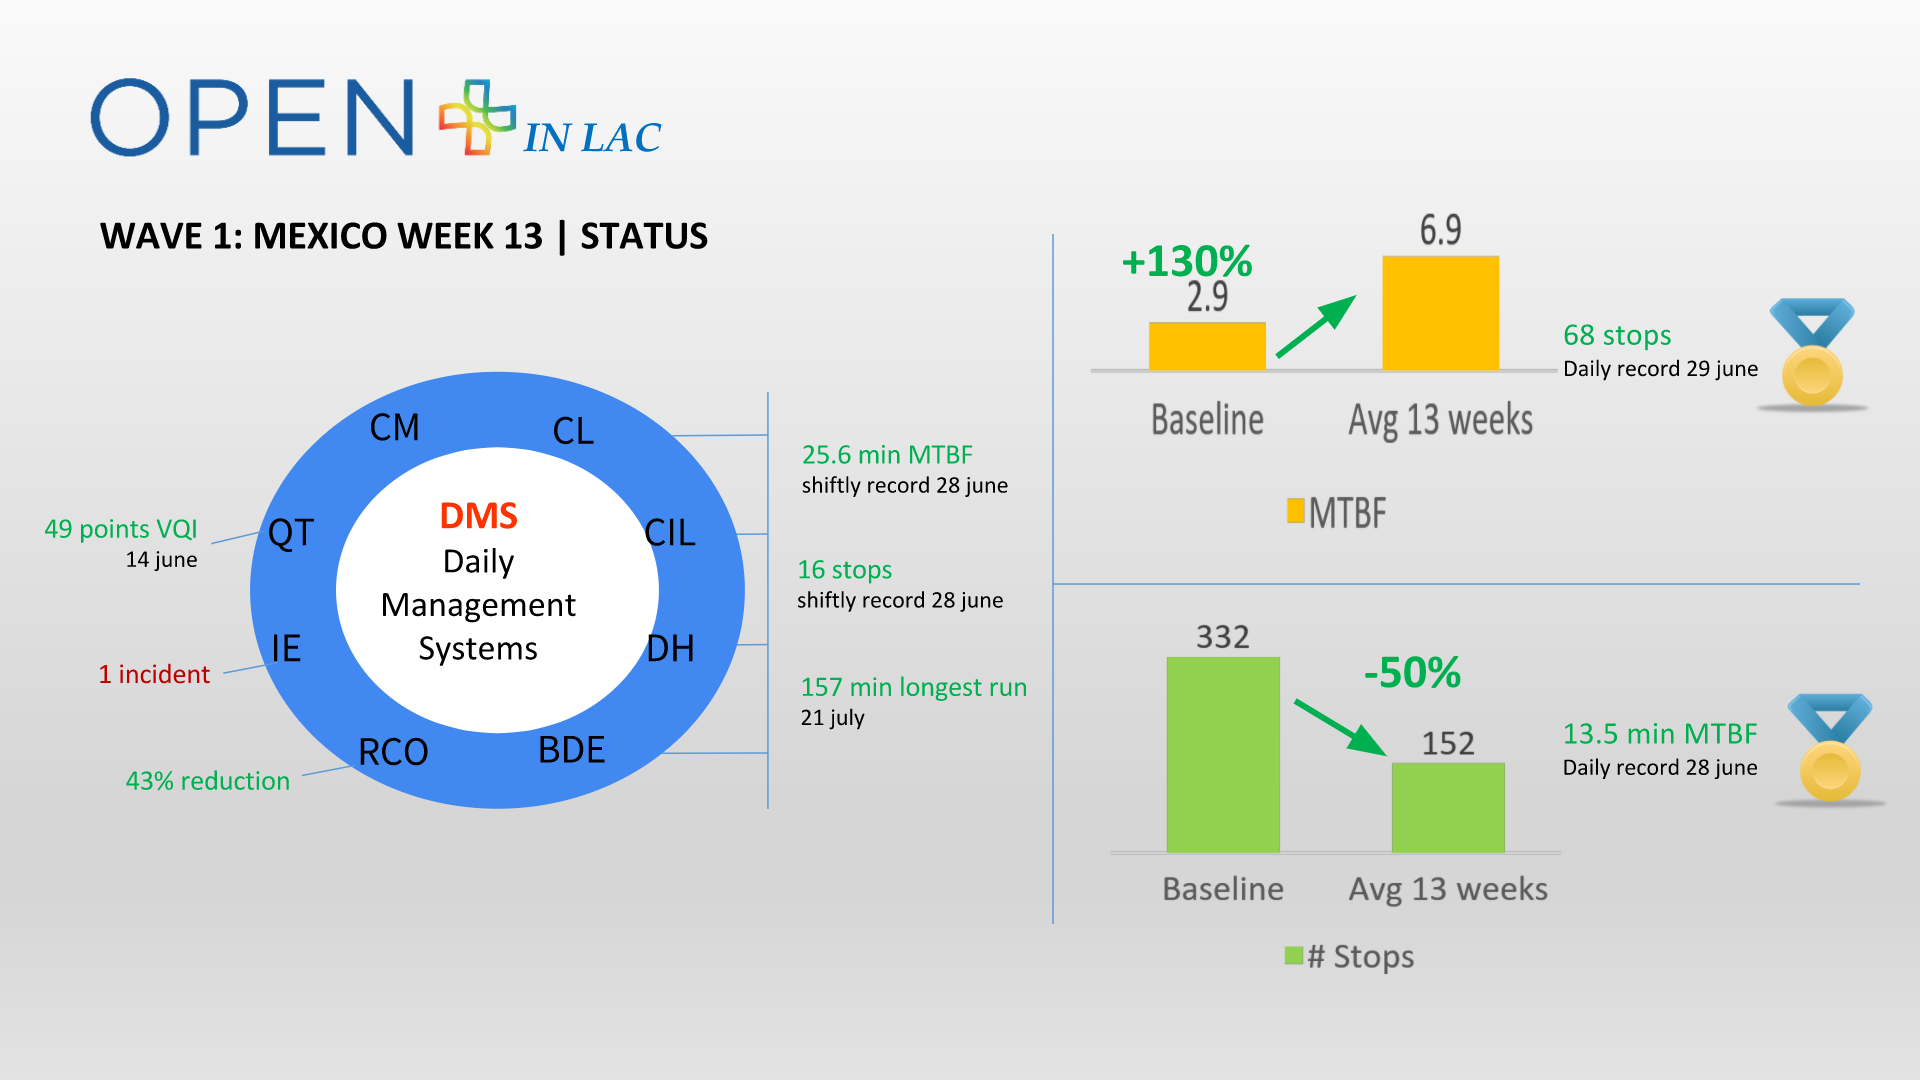 OPEN IN LAC
WAVE 1: MEXICO WEEK 13 | STATUS
CM
CL
QT
CIL
IE
DH
RCO
BDE
DMS
Daily
Management
Systems
49 points VQI
14 june
1 incident
43% reduction
25.6 min MTBF
shiftly record 28 june
16 stops
shiftly record 28 june
157 min longest run
21 july
+130%
2.9
6.9
Baseline
Avg 13 weeks
MTBF
68 stops
Daily record 29 june
332
-50%
152
Baseline
Avg 13 weeks
# Stops
13.5 min MTBF
Daily record 28 june